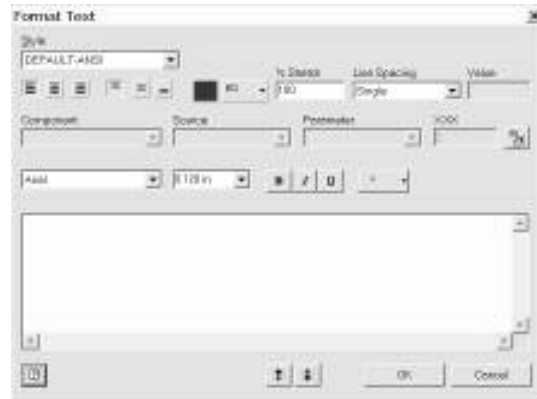 Format Text
Style
DEFAULT-ANSI
% Stretch Line Spacing Value
100 Single
Component Source Parameter X.XX
Arial 0.120 in
B I U
OK Cancel